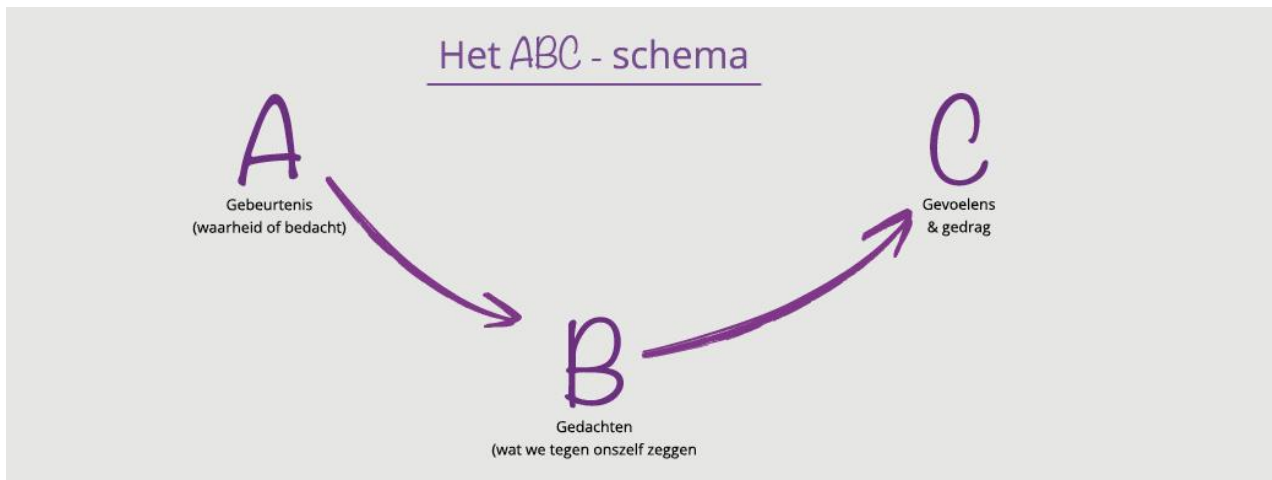 Het ABC - schema
A
Gebeurtenis
(waarheid of bedacht)
B
Gedachten
(wat we tegen onszelf zeggen
C
Gevoelens
& gedrag